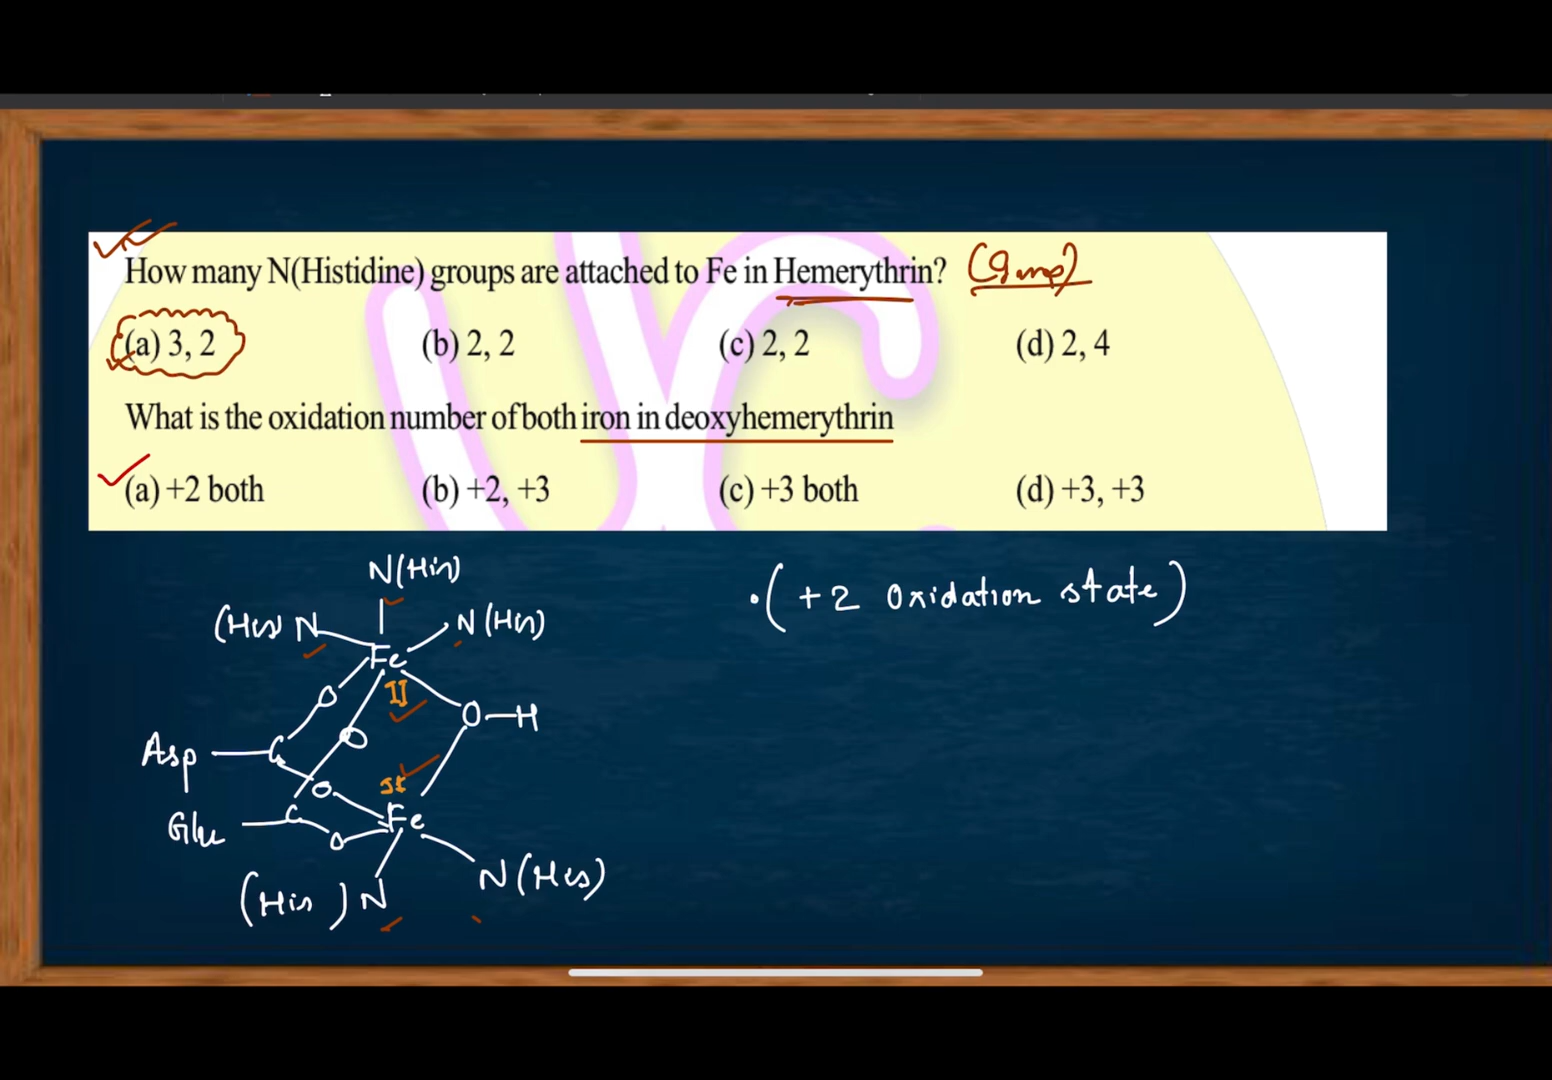 How many N(Histidine) groups are attached to Fe in Hemerythrin? (Imp)
(a) 3, 2 (b) 2, 2 (c) 2, 2 (d) 2, 4
What is the oxidation number of both iron in deoxyhemerythrin
(a) +2 both (b) +2, +3 (c) +3 both (d) +3, +3
N(His)
(His) N N (His)
Fe
II
O O-H
O
Asp C
O II
Glu C Fe
O
(His) N N (His)
·( +2 Oxidation state)